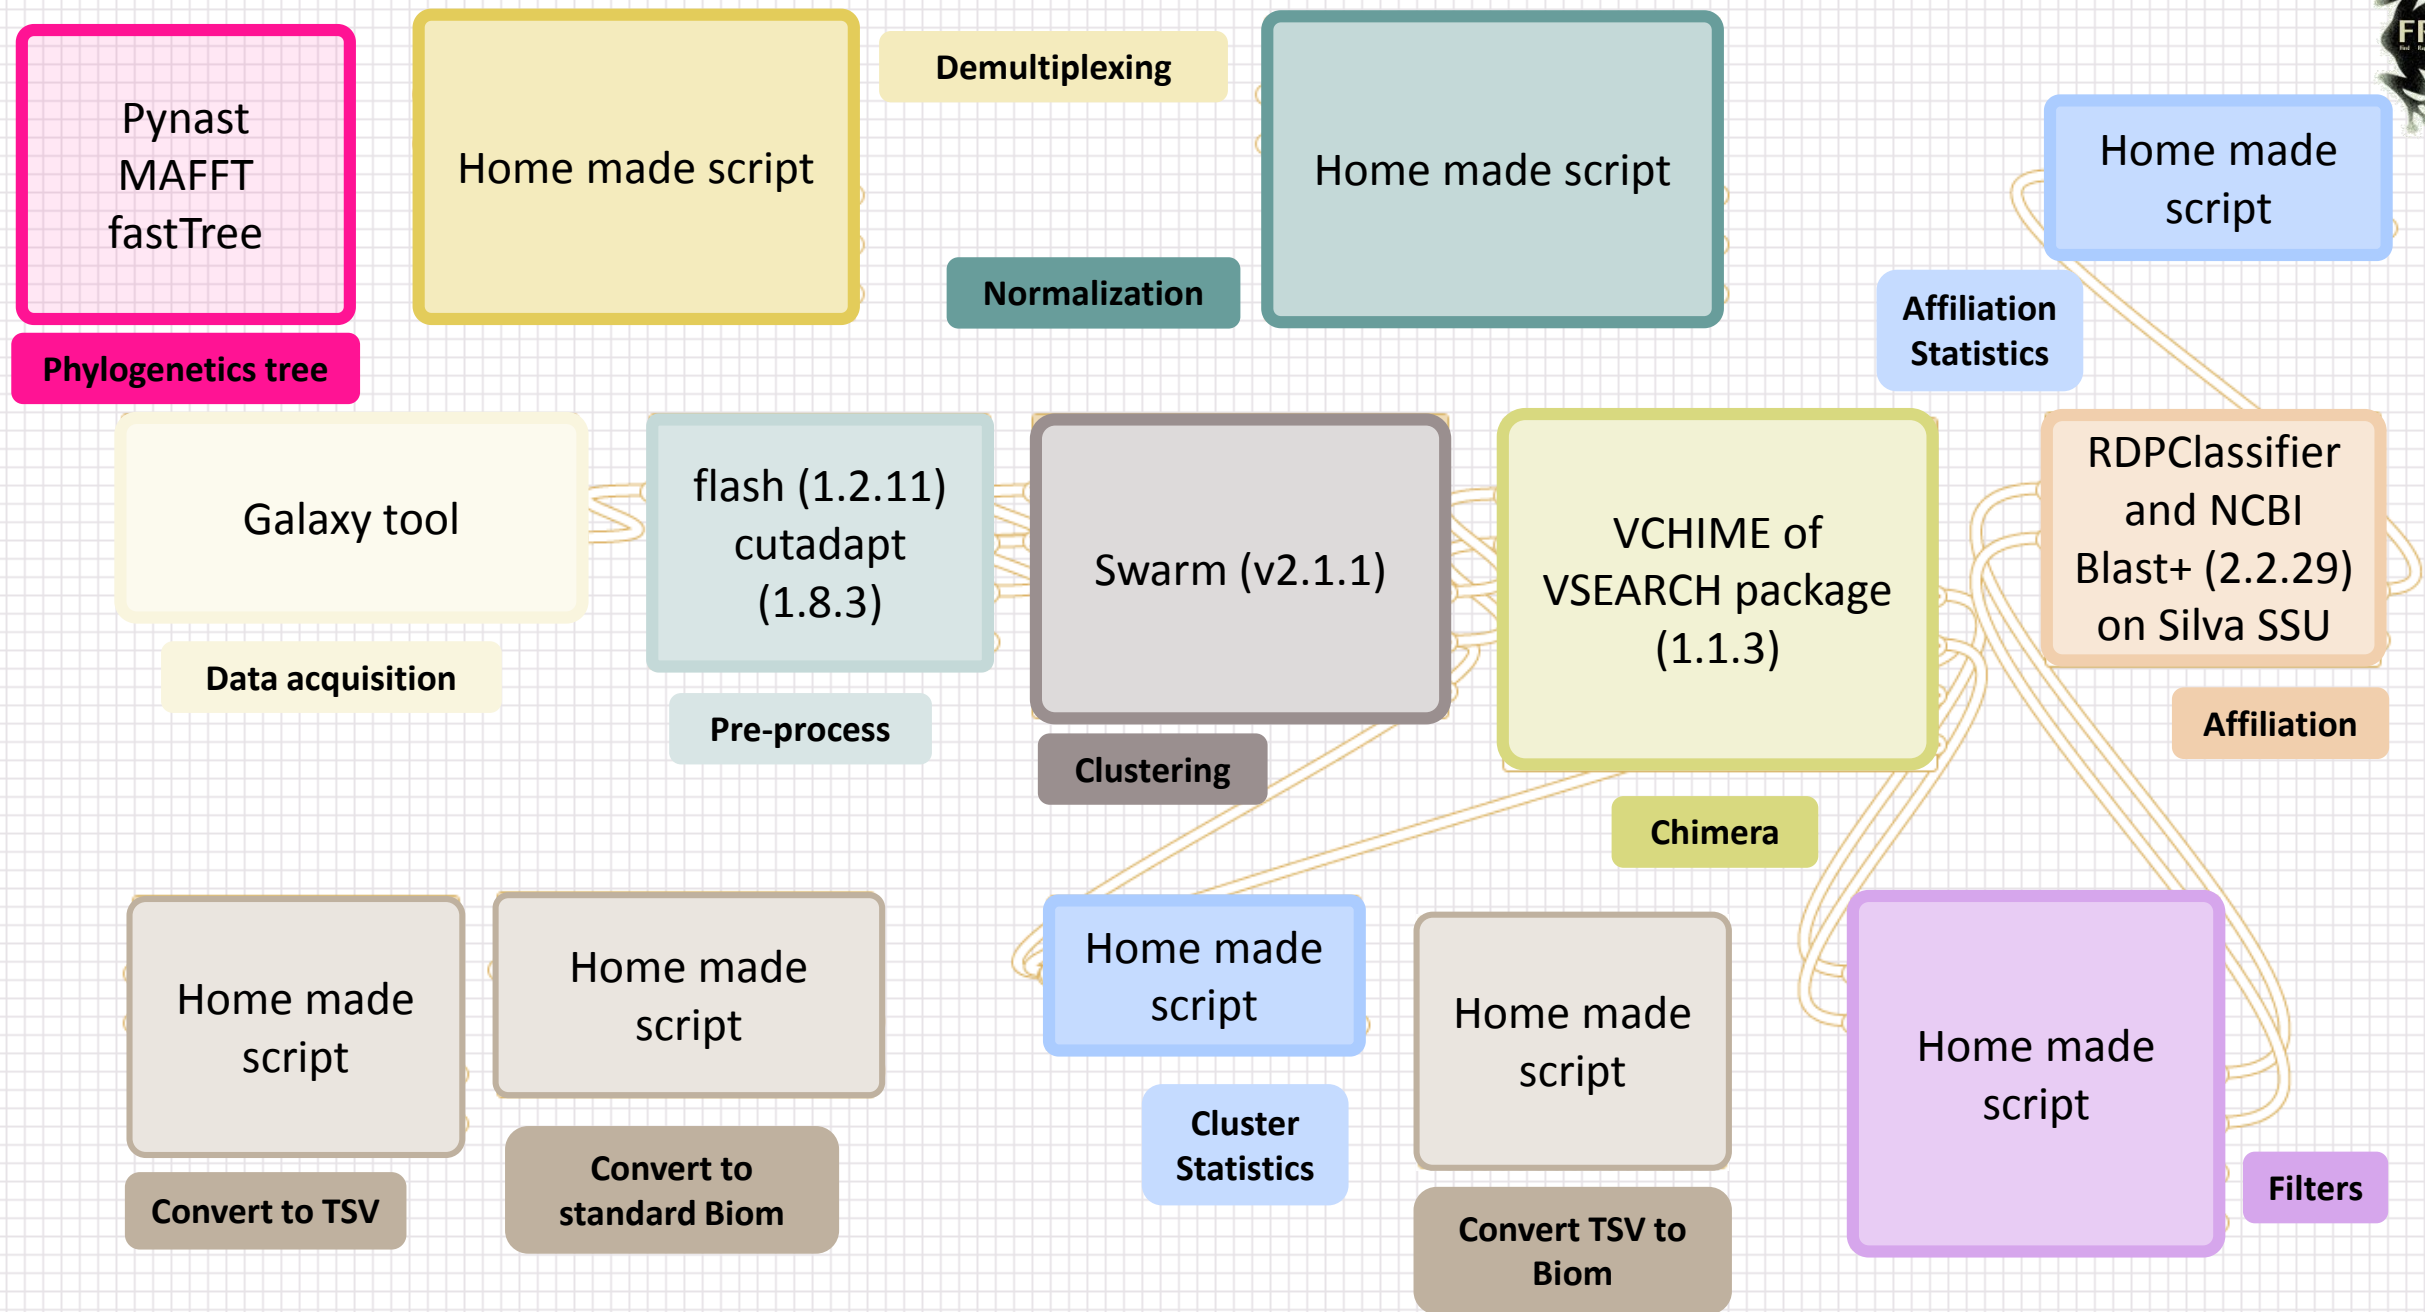 Pynast
MAFFT
fastTree
Phylogenetics tree
Home made script
Demultiplexing
Normalization
Home made script
Home made
script
Affiliation
Statistics
Galaxy tool
Data acquisition
flash (1.2.11)
cutadapt
(1.8.3)
Pre-process
Swarm (v2.1.1)
Clustering
VCHIME of
VSEARCH package
(1.1.3)
Chimera
RDPClassifier
and NCBI
Blast+ (2.2.29)
on Silva SSU
Affiliation
Home made
script
Convert to TSV
Home made
script
Convert to
standard Biom
Home made
script
Cluster
Statistics
Home made
script
Convert TSV to
Biom
Home made
script
Filters